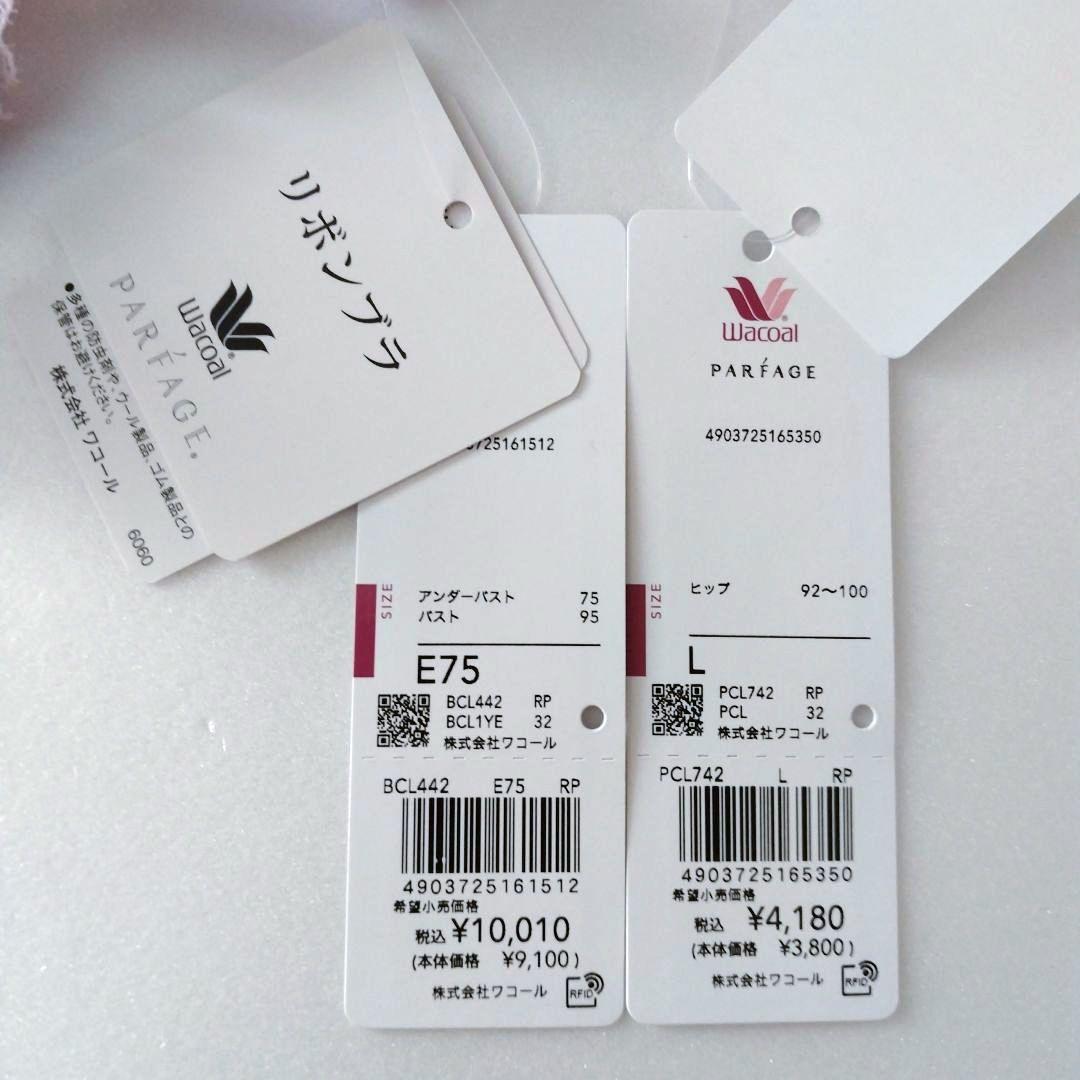 リボンブラ
Wacoal
PARFÁGE.
●多種の防虫剤や、ウール製品、ゴム製品との
保管はお避けください。
株式会社 ワコール
6060
3725161512
SIZE
アンダーバスト 75
バスト 95
E75
BCL442 RP
BCL1YE 32
株式会社ワコール
BCL442 E75 RP
4903725161512
希望小売価格
税込 ¥10,010
(本体価格 ¥9,100)
株式会社ワコール
RFID
Wacoal
PARFÁGE
4903725165350
SIZE
ヒップ 92～100
L
PCL742 RP
PCL 32
株式会社ワコール
PCL742 L RP
4903725165350
希望小売価格
税込 ¥4,180
(本体価格 ¥3,800)
株式会社ワコール
RFID